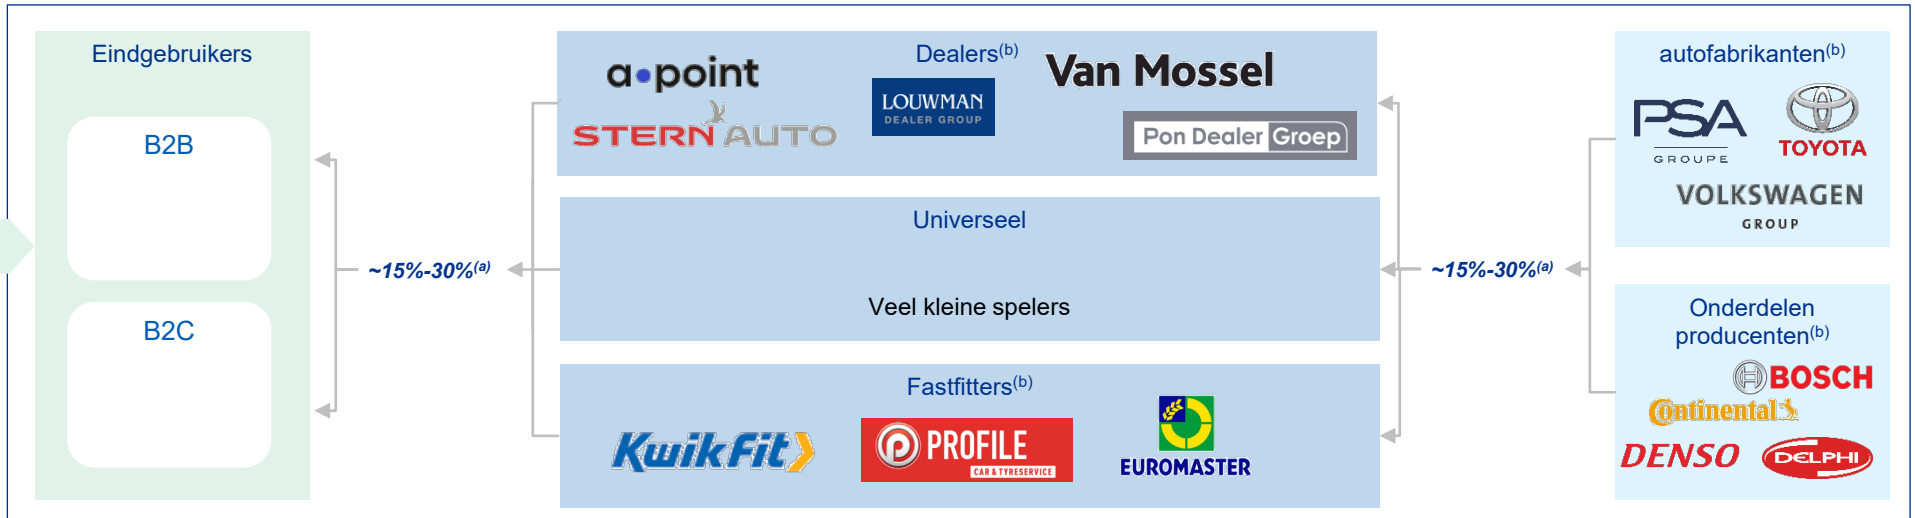 Eindgebruikers
B2B
B2C
~15%-30%(a)
Dealers(b)
a•point
STERN AUTO
LOUWMAN
DEALER GROUP
Van Mossel
Pon Dealer Groep
Universeel
Veel kleine spelers
Fastfitters(b)
KwikFit
PROFILE
CAR & TYRESERVICE
EUROMASTER
~15%-30%(a)
autofabrikanten(b)
PSA
GROUPE
TOYOTA
VOLKSWAGEN
GROUP
Onderdelen
producenten(b)
BOSCH
Continental
DENSO
DELPHI